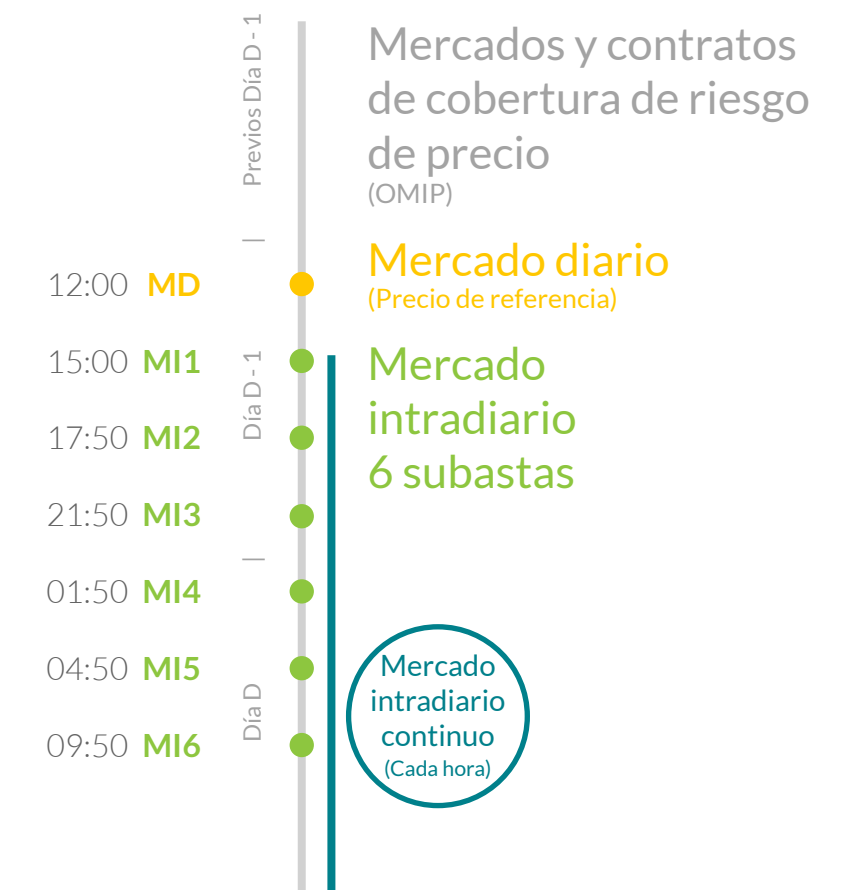 Previos Día D - 1
Mercados y contratos
de cobertura de riesgo
de precio
(OMIP)
12:00 MD
Mercado diario
(Precio de referencia)
Día D - 1
15:00 MI1
17:50 MI2
21:50 MI3
Mercado
intradiario
6 subastas
Día D
01:50 MI4
04:50 MI5
09:50 MI6
Mercado
intradiario
continuo
(Cada hora)